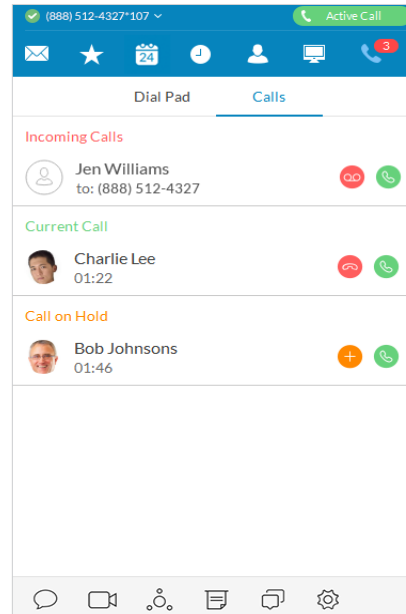 (888) 512-4327*107
Active Call
24
3
Dial Pad
Calls
Incoming Calls
Jen Williams
to: (888) 512-4327
Current Call
Charlie Lee
01:22
Call on Hold
Bob Johnsons
01:46